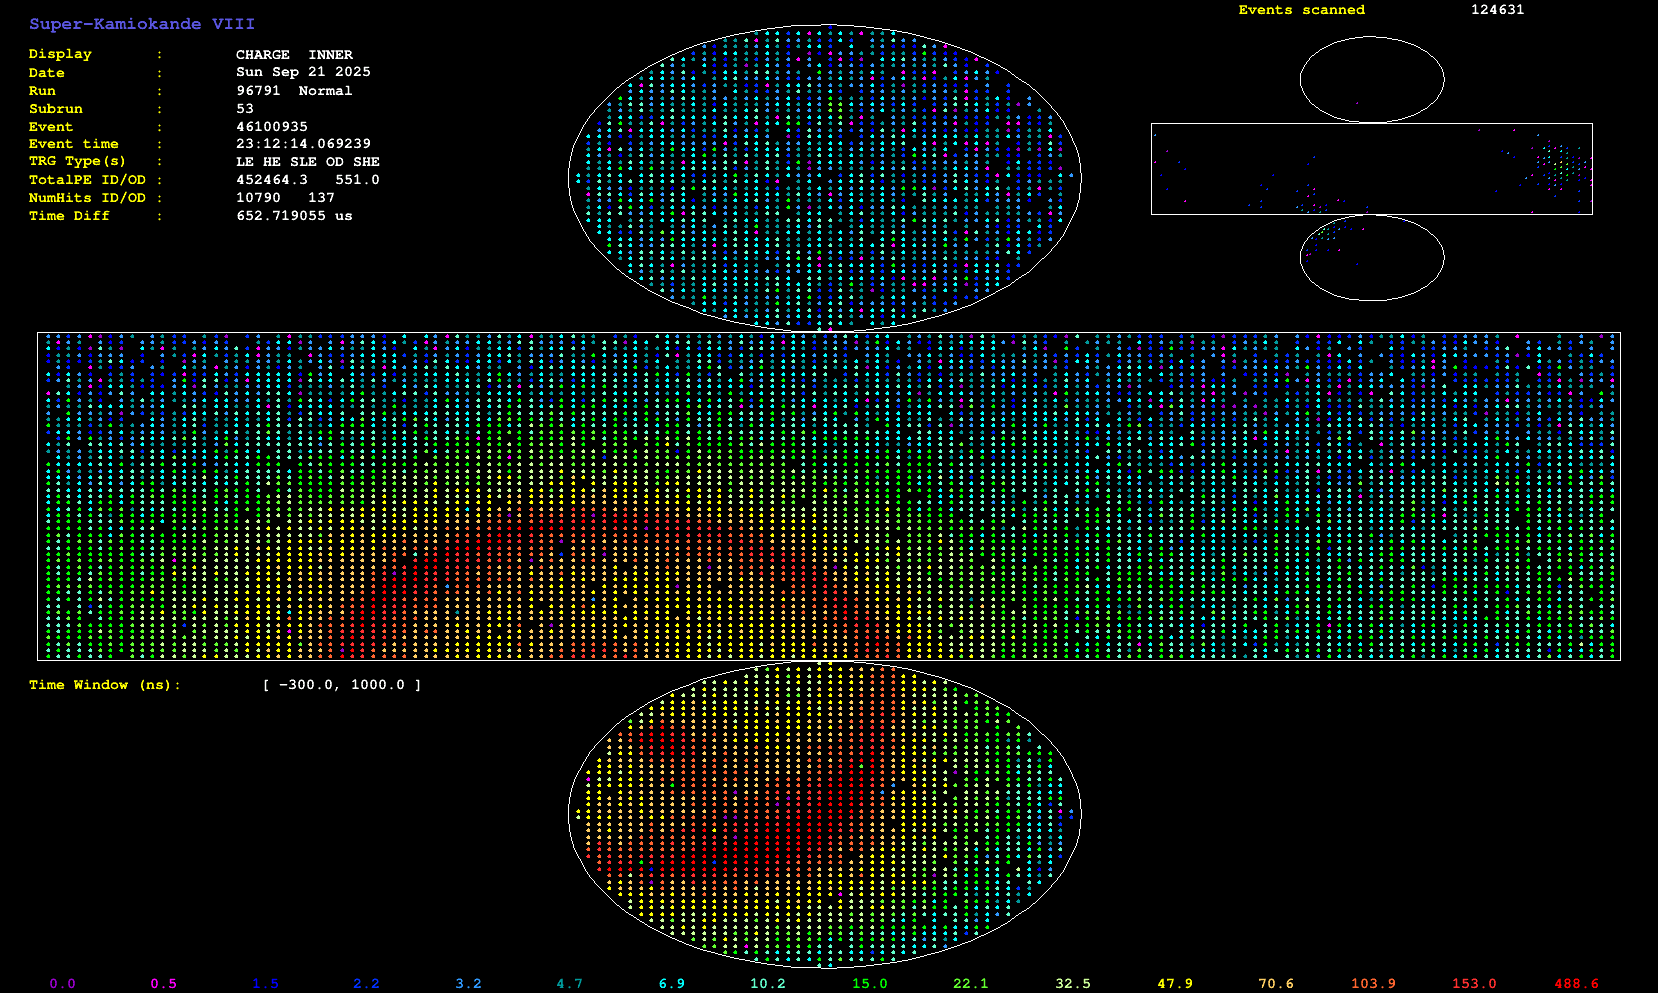 Super-Kamiokande VIII
Events scanned 124631
Display : CHARGE INNER
Date : Sun Sep 21 2025
Run : 96791 Normal
Subrun : 53
Event : 46100935
Event time : 23:12:14.069239
TRG Type(s) : LE HE SLE OD SHE
TotalPE ID/OD : 452464.3 551.0
NumHits ID/OD : 10790 137
Time Diff : 652.719055 us
Time Window (ns): [ -300.0, 1000.0 ]
0.0 0.5 1.5 2.2 3.2 4.7 6.9 10.2 15.0 22.1 32.5 47.9 70.6 103.9 153.0 488.6